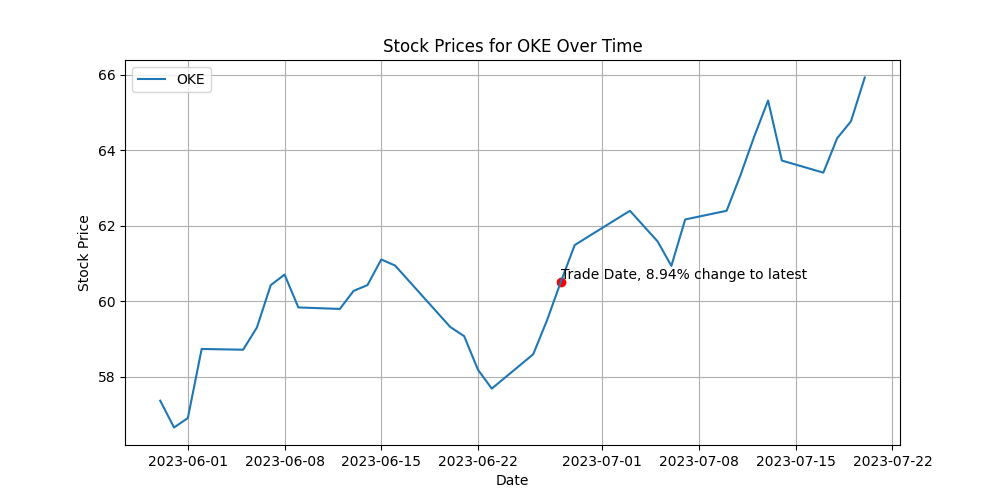 Stock Prices for OKE Over Time
OKE
66
64
62
60
58
Stock Price
Trade Date, 8.94% change to latest
2023-06-01 2023-06-08 2023-06-15 2023-06-22 2023-07-01 2023-07-08 2023-07-15 2023-07-22
Date